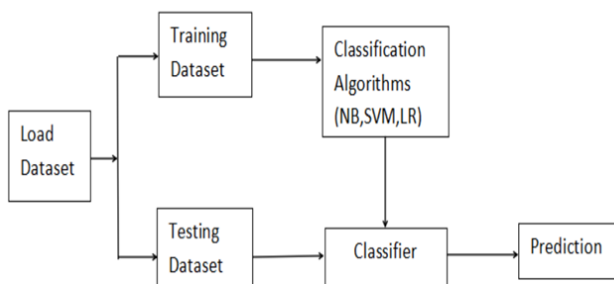 Load
Dataset
Training
Dataset
Classification
Algorithms
(NB,SVM,LR)
Testing
Dataset
Classifier
Prediction